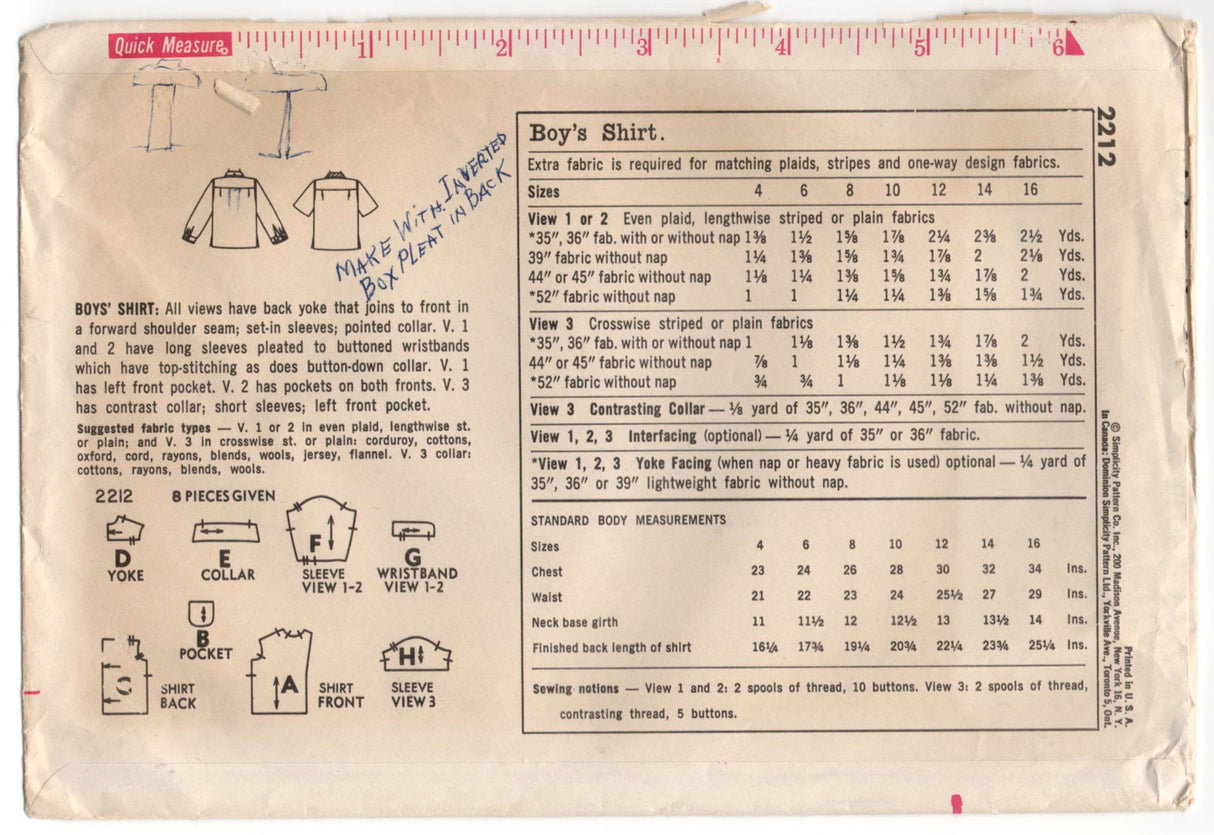 Quick Measure
1 2 3 4 5 6
MAKE WITH INVERTED
BOX PLEAT IN BACK
BOYS' SHIRT: All views have back yoke that joins to front in
a forward shoulder seam; set-in sleeves; pointed collar. V. 1
and 2 have long sleeves pleated to buttoned wristbands
which have top-stitching as does button-down collar. V. 1
has left front pocket. V. 2 has pockets on both fronts. V. 3
has contrast collar; short sleeves; left front pocket.
Suggested fabric types — V. 1 or 2 in even plaid, lengthwise st.
or plain; and V. 3 in crosswise st. or plain: corduroy, cottons,
oxford, cord, rayons, blends, wools, jersey, flannel. V. 3 collar:
cottons, rayons, blends, wools.
2212 8 PIECES GIVEN
D
YOKE
E
COLLAR
F
SLEEVE
VIEW 1-2
G
WRISTBAND
VIEW 1-2
B
POCKET
C
SHIRT
BACK
A
SHIRT
FRONT
H
SLEEVE
VIEW 3
Boy's Shirt.
Extra fabric is required for matching plaids, stripes and one-way design fabrics.
Sizes 4 6 8 10 12 14 16
View 1 or 2 Even plaid, lengthwise striped or plain fabrics
*35", 36" fab. with or without nap 1⅜ 1½ 1⅝ 1⅞ 2¼ 2⅜ 2½ Yds.
39" fabric without nap 1¼ 1⅜ 1⅝ 1¾ 1⅞ 2 2⅛ Yds.
44" or 45" fabric without nap 1⅛ 1¼ 1⅜ 1⅝ 1¾ 1⅞ 2 Yds.
*52" fabric without nap 1 1 1¼ 1¼ 1⅜ 1⅝ 1¾ Yds.
View 3 Crosswise striped or plain fabrics
*35", 36" fab. with or without nap 1 1⅛ 1⅜ 1½ 1¾ 1⅞ 2 Yds.
44" or 45" fabric without nap ⅞ 1 1⅛ 1¼ 1⅜ 1⅜ 1½ Yds.
*52" fabric without nap ¾ ¾ 1 1⅛ 1⅛ 1¼ 1⅜ Yds.
View 3 Contrasting Collar — ⅛ yard of 35", 36", 44", 45", 52" fab. without nap.
View 1, 2, 3 Interfacing (optional) — ¼ yard of 35" or 36" fabric.
*View 1, 2, 3 Yoke Facing (when nap or heavy fabric is used) optional — ¼ yard of
35", 36" or 39" lightweight fabric without nap.
STANDARD BODY MEASUREMENTS
Sizes 4 6 8 10 12 14 16
Chest 23 24 26 28 30 32 34 Ins.
Waist 21 22 23 24 25½ 27 29 Ins.
Neck base girth 11 11½ 12 12½ 13 13½ 14 Ins.
Finished back length of shirt 16¼ 17¾ 19¼ 20¾ 22¼ 23¾ 25¼ Ins.
Sewing notions — View 1 and 2: 2 spools of thread, 10 buttons. View 3: 2 spools of thread,
contrasting thread, 5 buttons.
2212
© Simplicity Pattern Co. Inc., 200 Madison Avenue, New York 16, N. Y.
In Canada: Dominion Simplicity Pattern Ltd., Yorkville Ave., Toronto 5, Ont.
Printed in U. S. A.